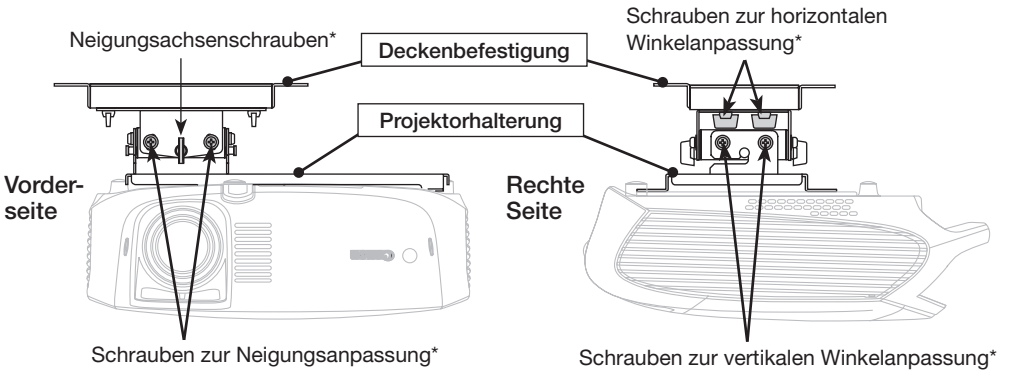 Schrauben zur horizontalen
Winkelanpassung*
Neigungsachsenschrauben*
Deckenbefestigung
Projektorhalterung
Vorder-
seite
Rechte
Seite
Schrauben zur Neigungsanpassung*
Schrauben zur vertikalen Winkelanpassung*